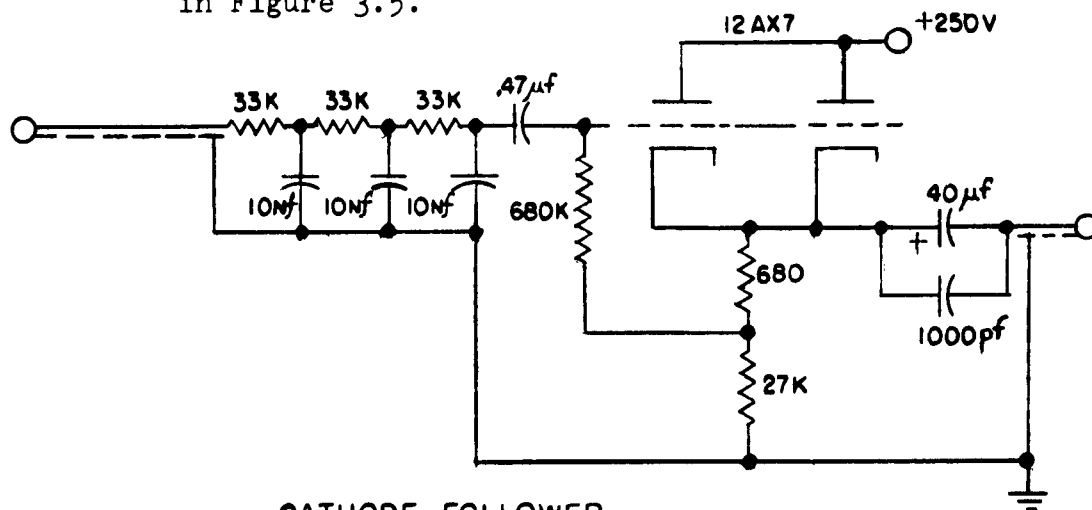 in Figure 3.5.
12AX7
+250V
33K
33K
33K
.47µf
10Nf
10Nf
10Nf
680K
40µf
+
680
1000pf
27K
CATHODE FOLLOWER